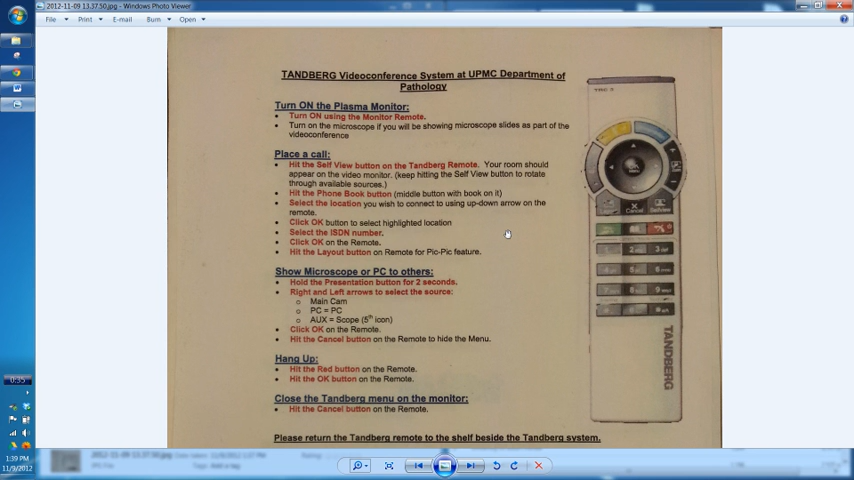 2012-11-09 13.37.50.jpg - Windows Photo Viewer
File Print E-mail Burn Open
TANDBERG Videoconference System at UPMC Department of
Pathology
Turn ON the Plasma Monitor:
• Turn ON using the Monitor Remote.
• Turn on the microscope if you will be showing microscope slides as part of the
videoconference
Place a call:
• Hit the Self View button on the Tandberg Remote. Your room should
appear on the video monitor. (keep hitting the Self View button to rotate
through available sources.)
• Hit the Phone Book button (middle button with book on it)
• Select the location you wish to connect to using up-down arrow on the
remote.
• Click OK button to select highlighted location
• Select the ISDN number.
• Click OK on the Remote.
• Hit the Layout button on Remote for Pic-Pic feature.
Show Microscope or PC to others:
• Hold the Presentation button for 2 seconds.
• Right and Left arrows to select the source:
o Main Cam
o PC = PC
o AUX = Scope (5th icon)
• Click OK on the Remote.
• Hit the Cancel button on the Remote to hide the Menu.
Hang Up:
• Hit the Red button on the Remote.
• Hit the OK button on the Remote.
Close the Tandberg menu on the monitor:
• Hit the Cancel button on the Remote.
Please return the Tandberg remote to the shelf beside the Tandberg system.
Cancel
TANDBERG
0:35
1:39 PM
11/9/2012
2012-11-09 13.37.50.jpg